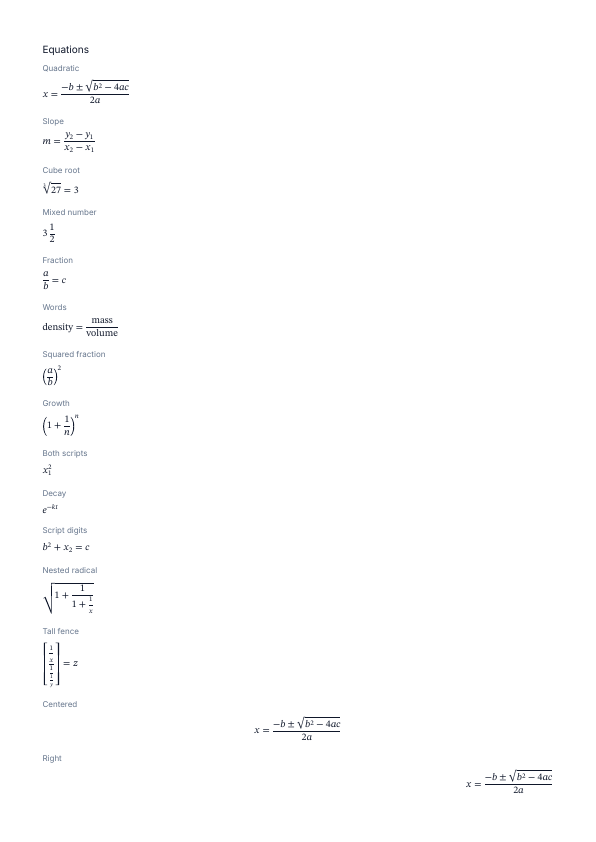 Equations
Quadratic
x = (−b ± √(b² − 4ac)) / 2a
Slope
m = (y₂ − y₁) / (x₂ − x₁)
Cube root
∛27 = 3
Mixed number
3 1/2
Fraction
a/b = c
Words
density = mass / volume
Squared fraction
(a/b)²
Growth
(1 + 1/n)ⁿ
Both scripts
x₁²
Decay
e^(−kt)
Script digits
b² + x₂ = c
Nested radical
√(1 + 1/(1 + 1/x))
Tall fence
[(1/x) / (1/(1/y))] = z
Centered
x = (−b ± √(b² − 4ac)) / 2a
Right
x = (−b ± √(b² − 4ac)) / 2a